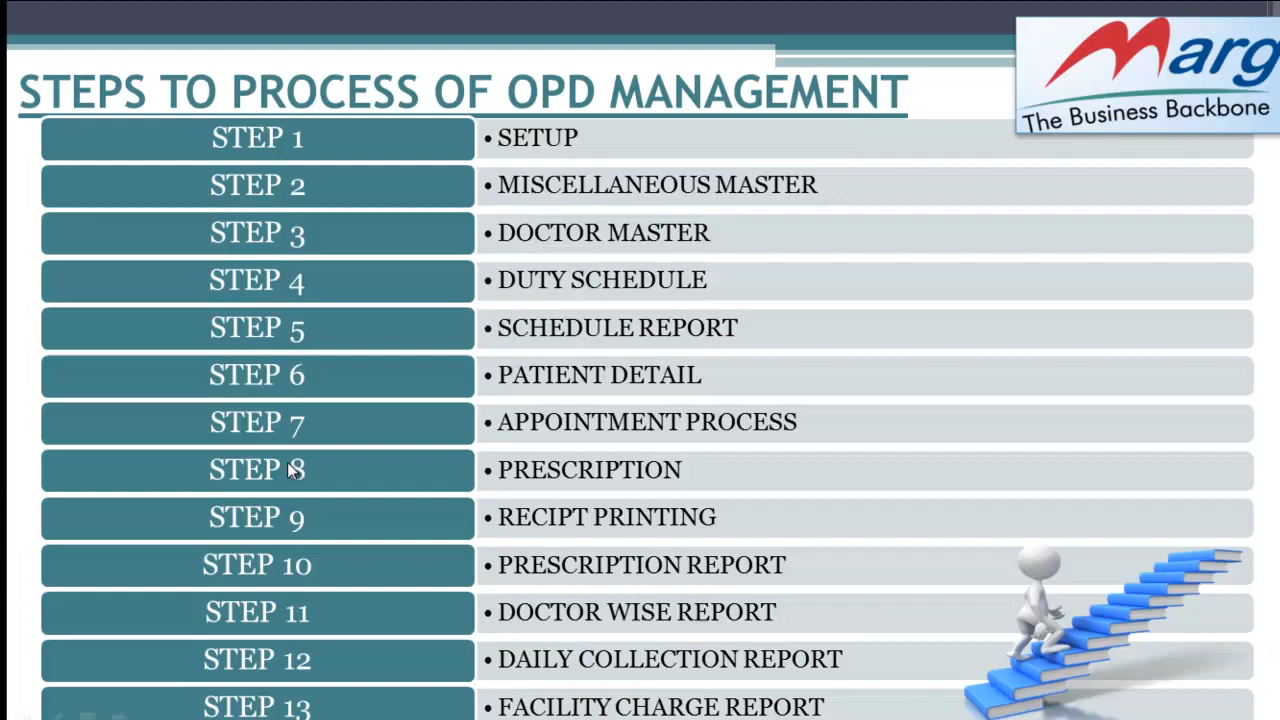 Marg
The Business Backbone
STEPS TO PROCESS OF OPD MANAGEMENT
STEP 1 • SETUP
STEP 2 • MISCELLANEOUS MASTER
STEP 3 • DOCTOR MASTER
STEP 4 • DUTY SCHEDULE
STEP 5 • SCHEDULE REPORT
STEP 6 • PATIENT DETAIL
STEP 7 • APPOINTMENT PROCESS
STEP 8 • PRESCRIPTION
STEP 9 • RECIPT PRINTING
STEP 10 • PRESCRIPTION REPORT
STEP 11 • DOCTOR WISE REPORT
STEP 12 • DAILY COLLECTION REPORT
STEP 13 • FACILITY CHARGE REPORT